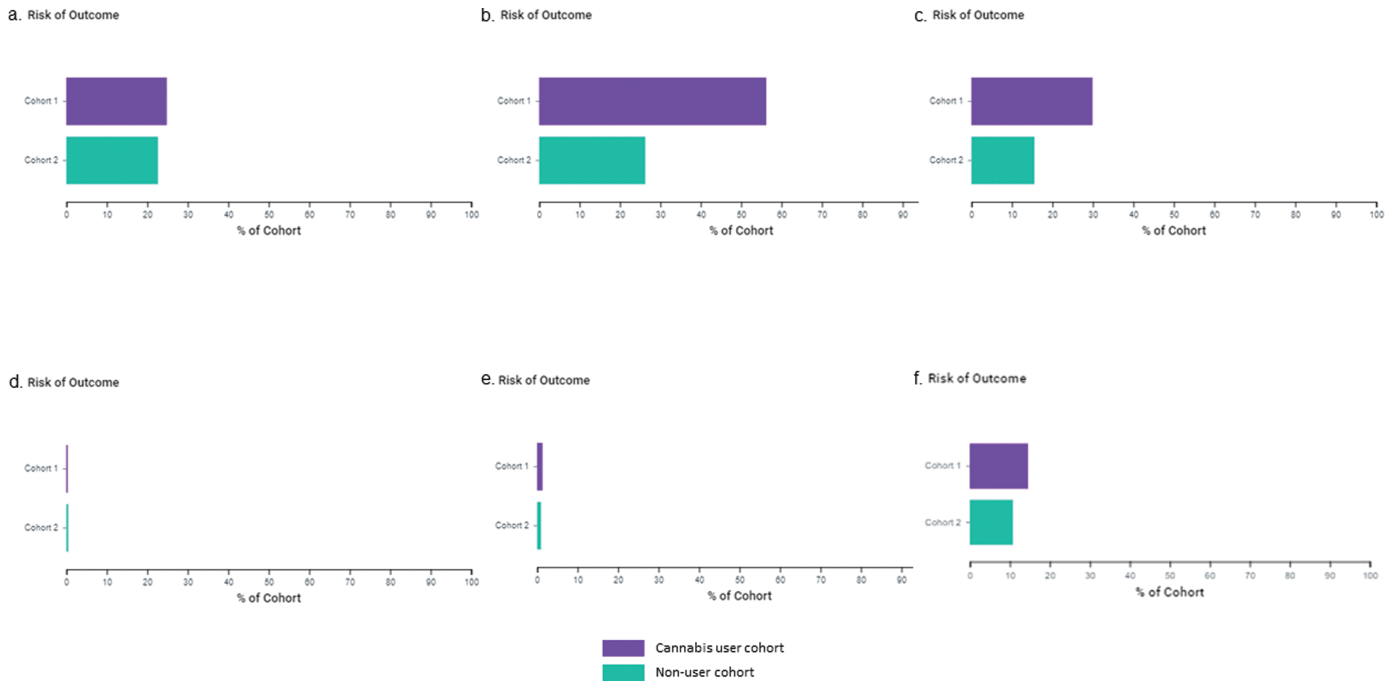 a. Risk of Outcome
Cohort 1
Cohort 2
0 10 20 30 40 50 60 70 80 90 100
% of Cohort
b. Risk of Outcome
Cohort 1
Cohort 2
0 10 20 30 40 50 60 70 80 90
% of Cohort
c. Risk of Outcome
Cohort 1
Cohort 2
0 10 20 30 40 50 60 70 80 90 100
% of Cohort
d. Risk of Outcome
Cohort 1
Cohort 2
0 10 20 30 40 50 60 70 80 90 100
% of Cohort
e. Risk of Outcome
Cohort 1
Cohort 2
0 10 20 30 40 50 60 70 80 90
% of Cohort
f. Risk of Outcome
Cohort 1
Cohort 2
0 10 20 30 40 50 60 70 80 90 100
% of Cohort
Cannabis user cohort
Non-user cohort